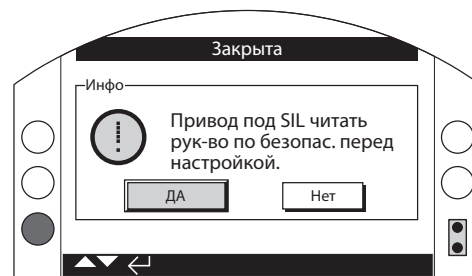 Закрыта
Инфо
Привод под SIL читать
рук-во по безопас. перед
настройкой.
ДА
Нет